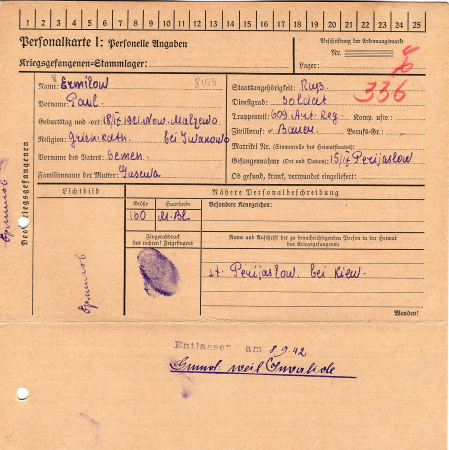 1 2 3 4 5 6 7 8 9 10 11 12 13 14 15 16 17 18 19 20 21 22 23 24 25
Personalkarte I: Personelle Angaben
Kriegsgefangenen-Stammlager:
Beschriftung der Erkennungsmarke
Nr.
Lager:
336
Des Kriegsgefangenen
Name: Ermilow 8103
Vorname: Paul
Geburtstag und -ort: 18/IX 1921 Now. Malzewo
Religion: Griech. kath. bei Iwanowo
Vorname des Vaters: Semen
Familienname der Mutter: Gusewa
Staatsangehörigkeit: Ruß.
Dienstgrad: Soldat
Truppenteil: 609 Art. Reg Komp. usw.:
Zivilberuf: Bauer Berufs-Gr.:
Matrikel Nr. (Stammrolle des Heimatstaates):
Gefangennahme (Ort und Datum): 15/IX Perijaslow
Ob gesund, krank, verwundet eingeliefert:
Lichtbild
Nähere Personalbeschreibung
Größe Haarfarbe
160 M. Bl.
Besondere Kennzeichen:
Fingerabdruck
des rechten! Zeigefingers
Name und Anschrift der zu benachrichtigenden Person in der Heimat
des Kriegsgefangenen
st. Perijaslow bei Kiew.
Wenden!
Ермилов
Ермилов
Entlassen am 8.9.42
Grund: weil Invalide